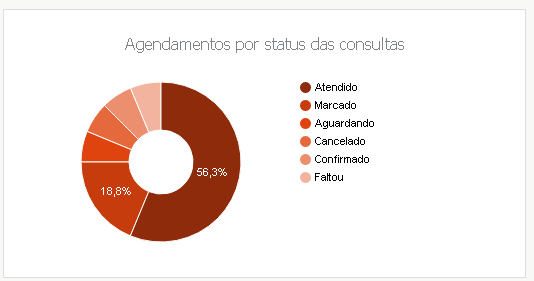 Agendamentos por status das consultas
Atendido
Marcado
Aguardando
Cancelado
Confirmado
Faltou
56,3%
18,8%